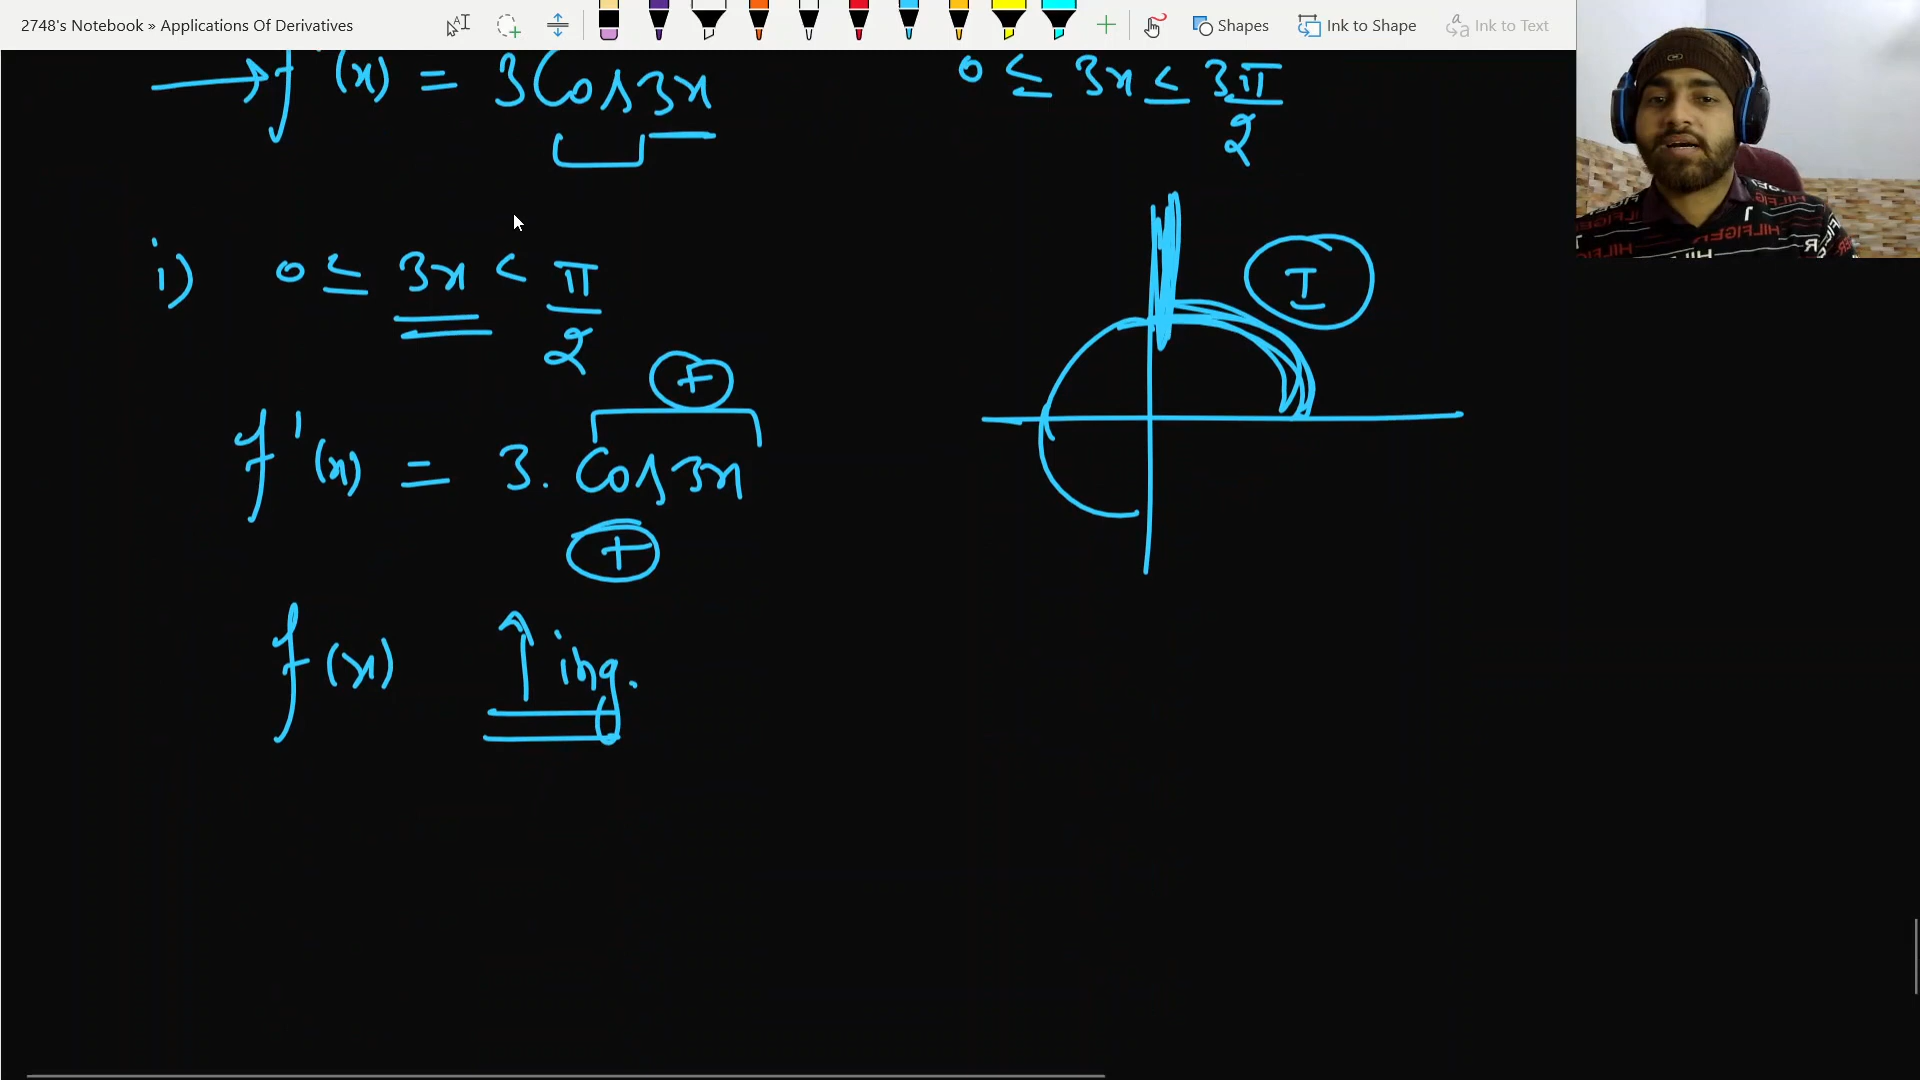 2748's Notebook » Applications Of Derivatives
Shapes
Ink to Shape
Ink to Text
f'(x) = 3Cos3x
0 ≤ 3x ≤ 3π/2
i) 0 ≤ 3x < π/2
I
+
f'(x) = 3. Cos3x
+
f(x) ↑ing.
HILFIGER